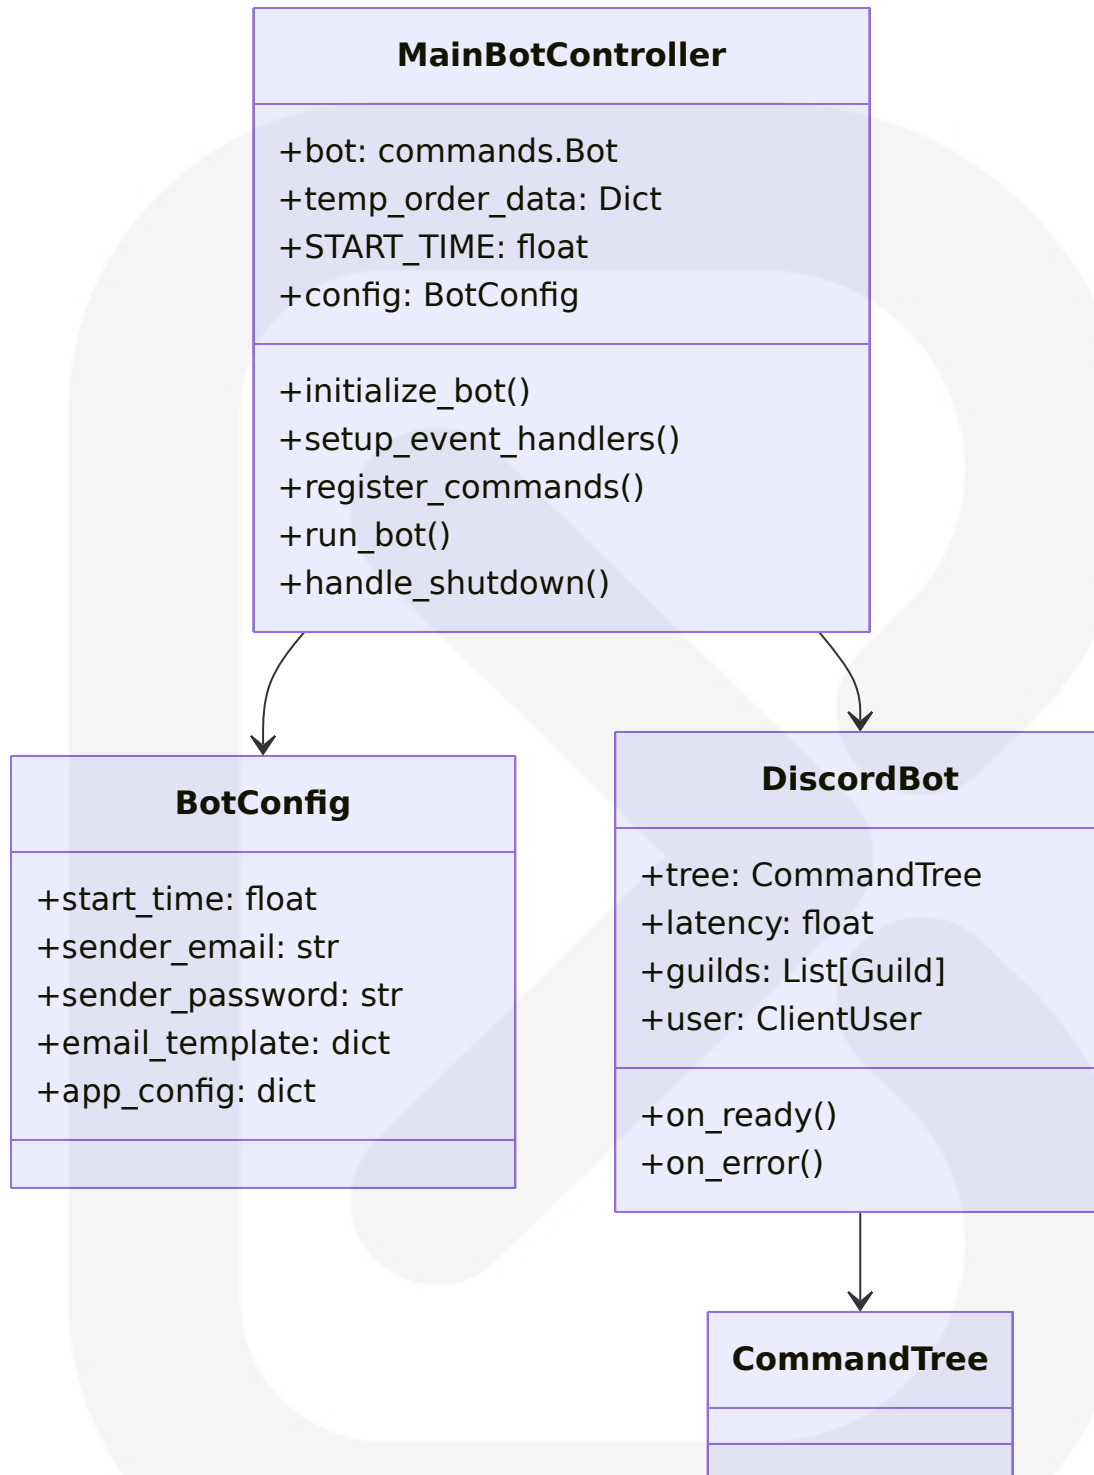 MainBotController
+bot: commands.Bot
+temp_order_data: Dict
+START_TIME: float
+config: BotConfig
+initialize_bot()
+setup_event_handlers()
+register_commands()
+run_bot()
+handle_shutdown()
BotConfig
+start_time: float
+sender_email: str
+sender_password: str
+email_template: dict
+app_config: dict
DiscordBot
+tree: CommandTree
+latency: float
+guilds: List[Guild]
+user: ClientUser
+on_ready()
+on_error()
CommandTree